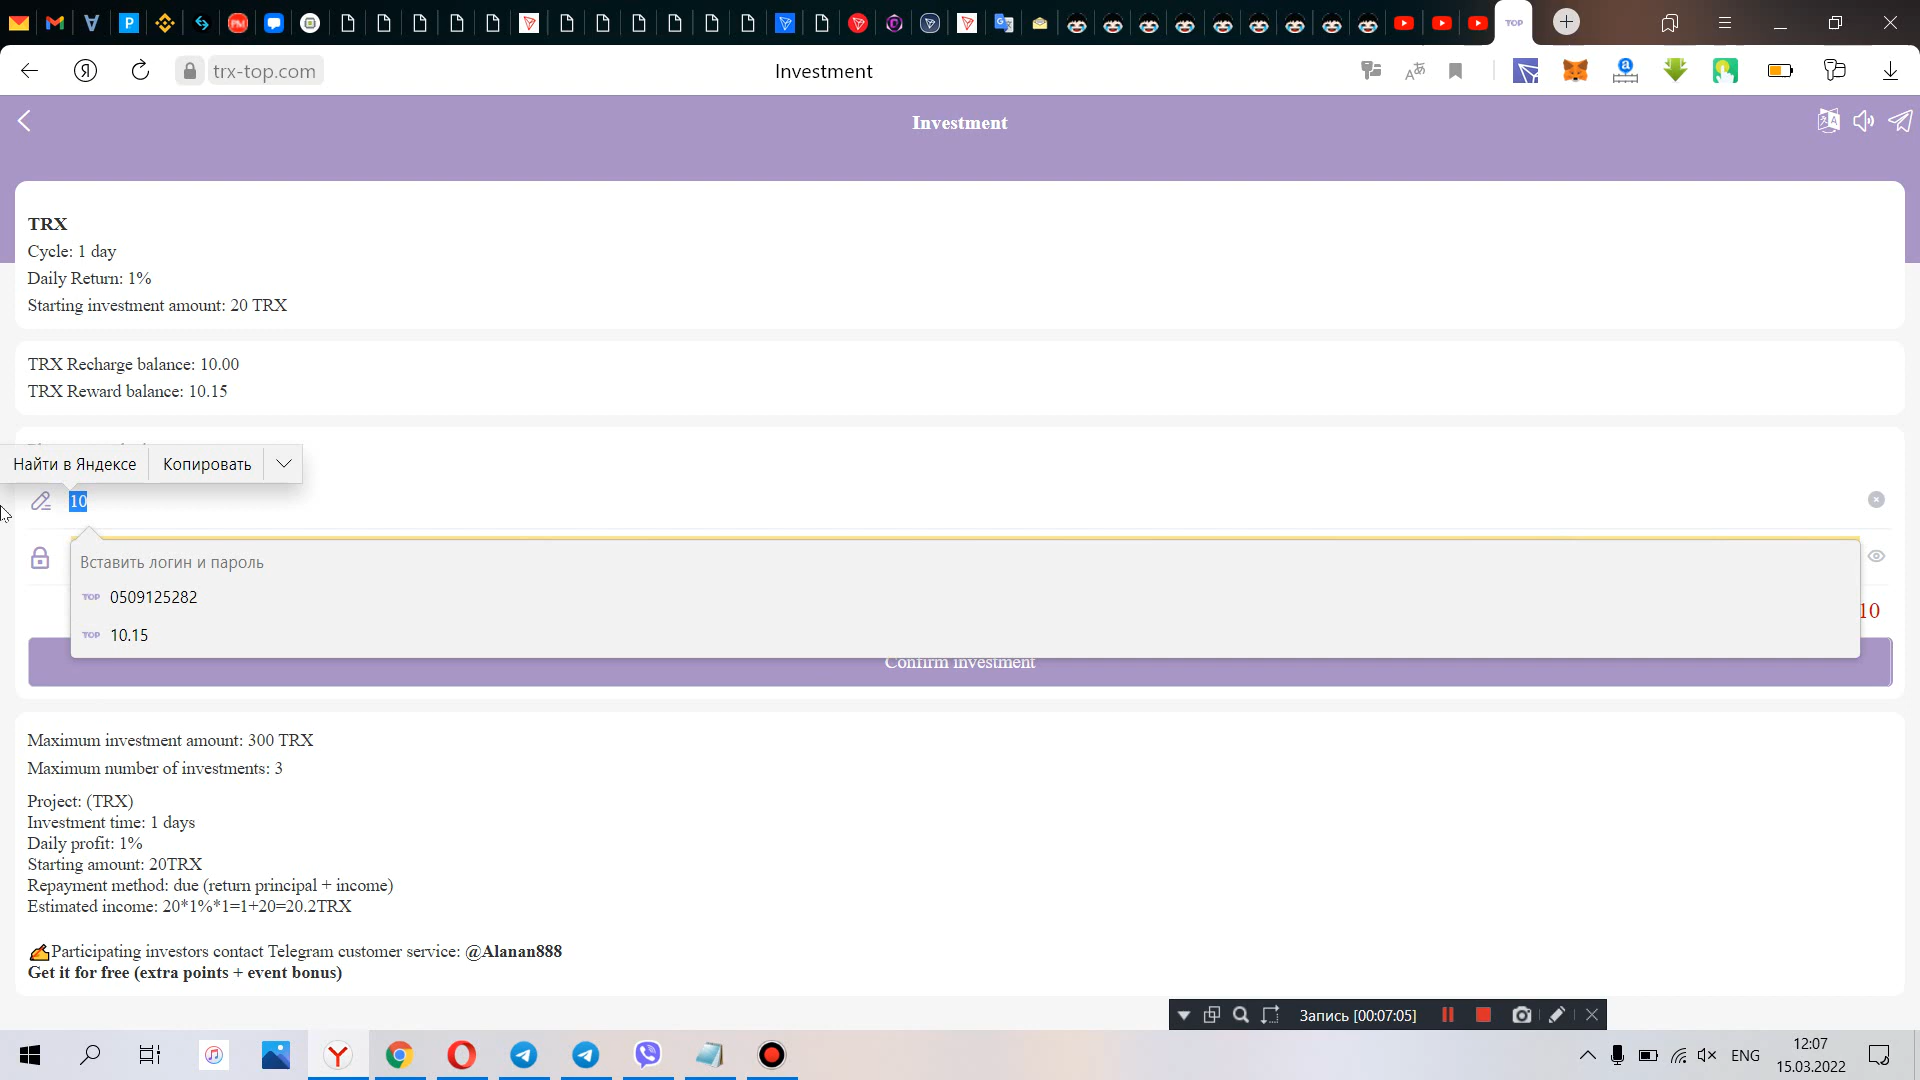 TOP
trx-top.com
Investment
Investment
TRX
Cycle: 1 day
Daily Return: 1%
Starting investment amount: 20 TRX
TRX Recharge balance: 10.00
TRX Reward balance: 10.15
Найти в Яндексе
Копировать
10
Вставить логин и пароль
TOP 0509125282
TOP 10.15
10
Confirm investment
Maximum investment amount: 300 TRX
Maximum number of investments: 3
Project: (TRX)
Investment time: 1 days
Daily profit: 1%
Starting amount: 20TRX
Repayment method: due (return principal + income)
Estimated income: 20*1%*1=1+20=20.2TRX
✍Participating investors contact Telegram customer service: @Alanan888
Get it for free (extra points + event bonus)
Запись [00:07:05]
ENG
12:07
15.03.2022